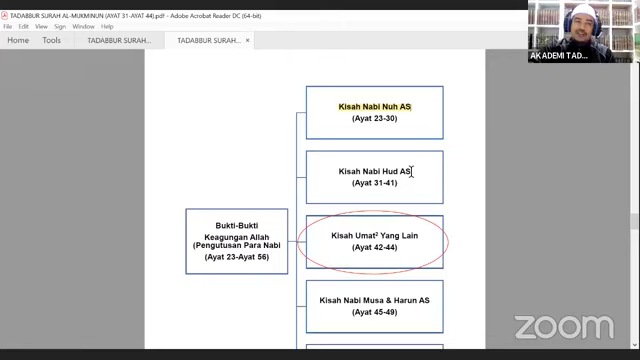 TADABBUR SURAH AL-MUKMINUN (AYAT 31-AYAT 44).pdf - Adobe Acrobat Reader DC (64-bit)
File Edit View Sign Window Help
Home Tools TADABBUR SURAH... TADABBUR SURAH... ×
AKADEMI TAD...
Kisah Nabi Nuh AS
(Ayat 23-30)
Kisah Nabi Hud AS
(Ayat 31-41)
Bukti-Bukti
Keagungan Allah
(Pengutusan Para Nabi
(Ayat 23-Ayat 56)
Kisah Umat² Yang Lain
(Ayat 42-44)
Kisah Nabi Musa & Harun AS
(Ayat 45-49)
zoom